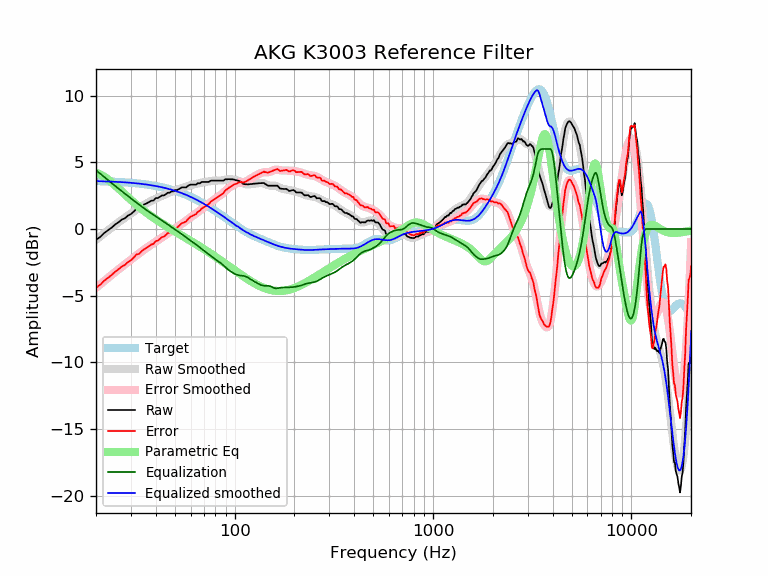 AKG K3003 Reference Filter
10
5
0
−5
−10
−15
−20
Amplitude (dBr)
Target
Raw Smoothed
Error Smoothed
Raw
Error
Parametric Eq
Equalization
Equalized smoothed
100
1000
10000
Frequency (Hz)